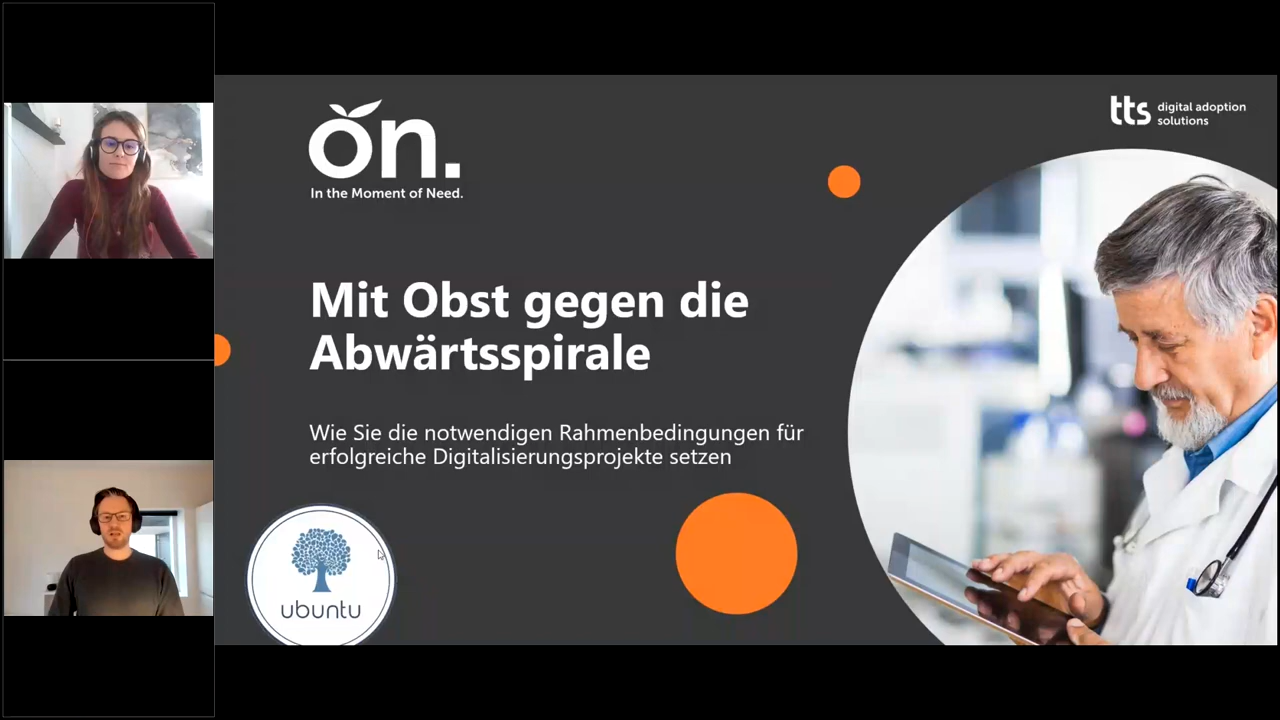 ön.
In the Moment of Need.
tts digital adoption
solutions
Mit Obst gegen die
Abwärtsspirale
Wie Sie die notwendigen Rahmenbedingungen für
erfolgreiche Digitalisierungsprojekte setzen
ubuntu